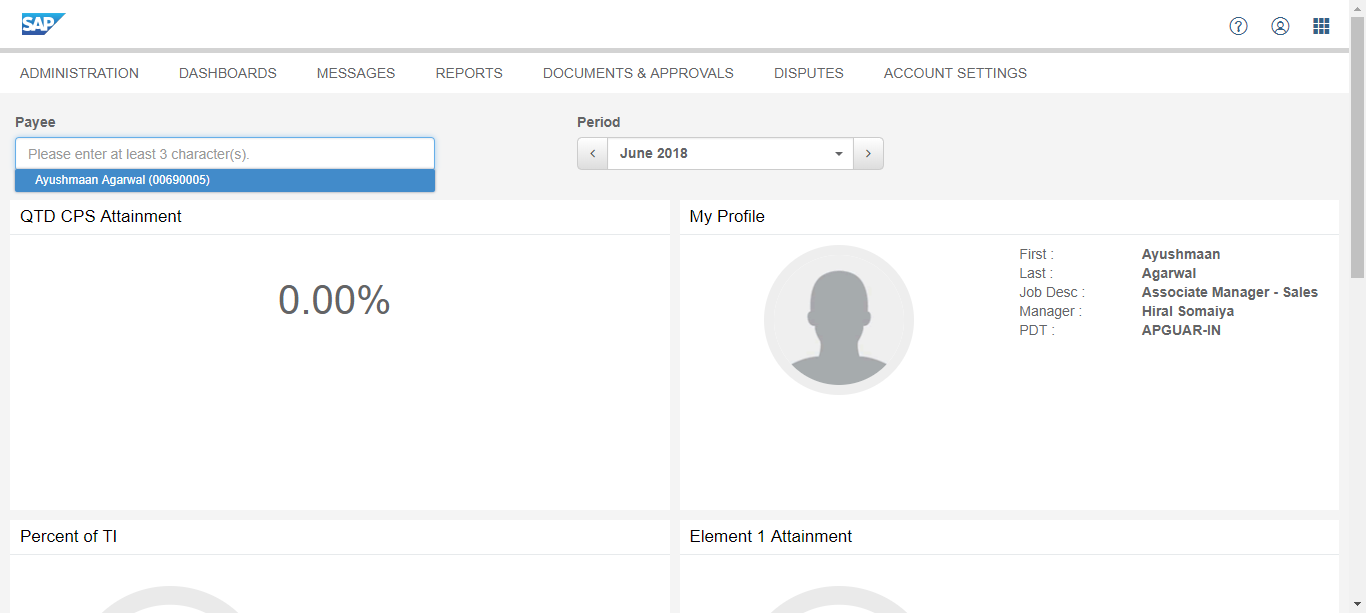 SAP
ADMINISTRATION DASHBOARDS MESSAGES REPORTS DOCUMENTS & APPROVALS DISPUTES ACCOUNT SETTINGS
Payee
Please enter at least 3 character(s).
Ayushmaan Agarwal (00690005)
Period
June 2018
QTD CPS Attainment
0.00%
My Profile
First : Ayushmaan
Last : Agarwal
Job Desc : Associate Manager - Sales
Manager : Hiral Somaiya
PDT : APGUAR-IN
Percent of TI
Element 1 Attainment